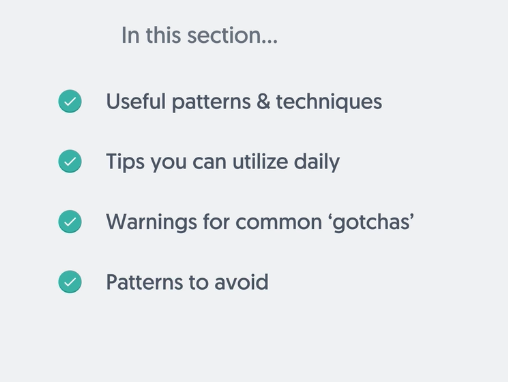 In this section...
Useful patterns & techniques
Tips you can utilize daily
Warnings for common ‘gotchas’
Patterns to avoid